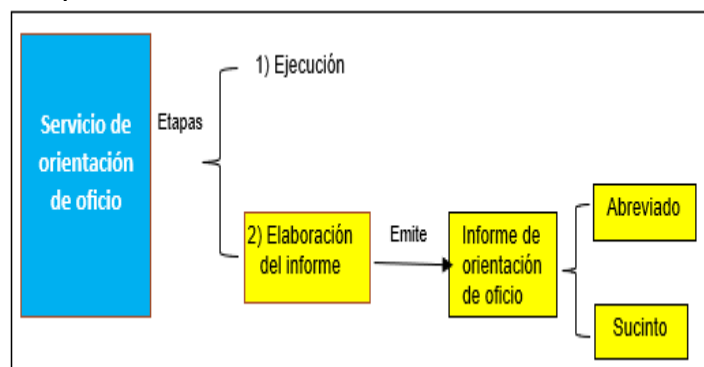 Servicio de
orientación
de oficio
Etapas
1) Ejecución
2) Elaboración
del informe
Emite
Informe de
orientación
de oficio
Abreviado
Sucinto